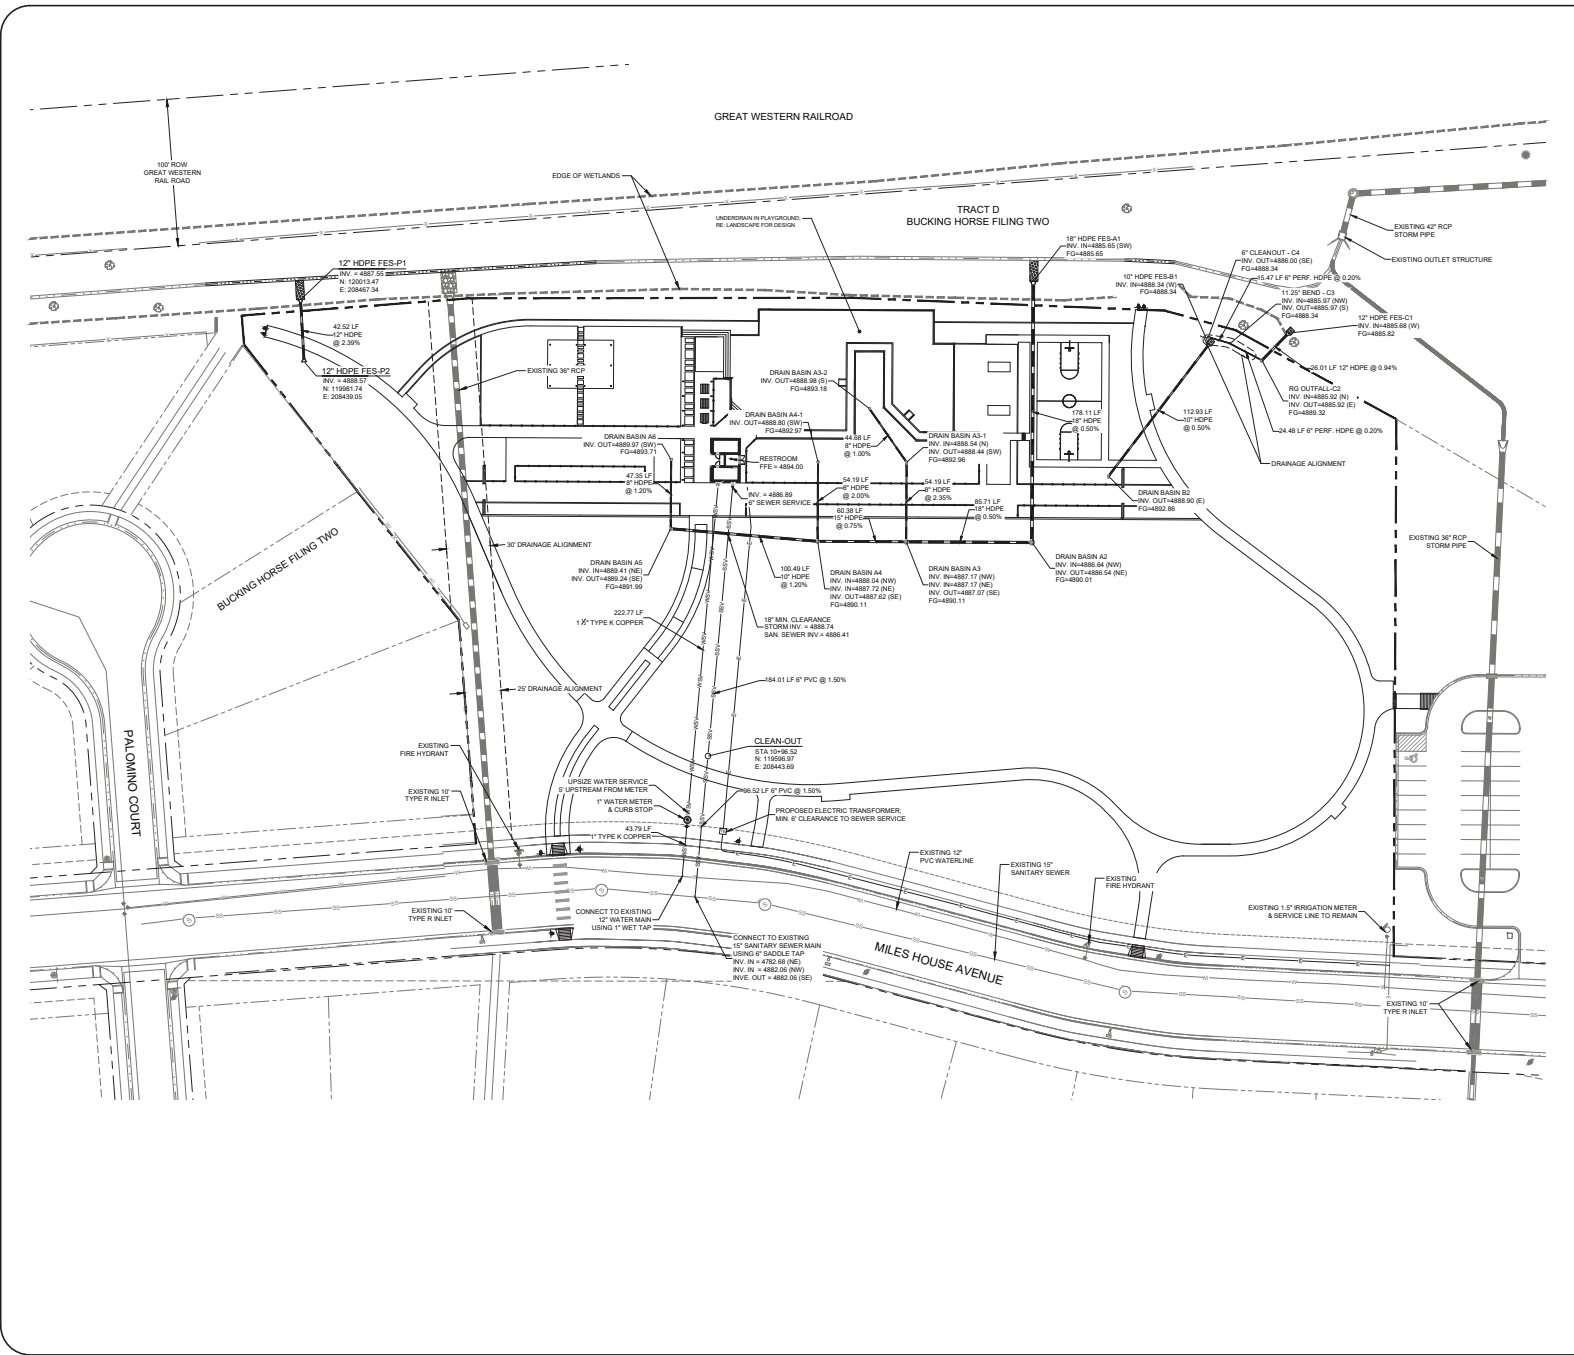 GREAT WESTERN RAILROAD
100' ROW
GREAT WESTERN
RAIL ROAD
EDGE OF WETLANDS
UNDERDRAIN IN PLAYGROUND;
RE: LANDSCAPE FOR DESIGN
TRACT D
BUCKING HORSE FILING TWO
EXISTING 42" RCP
STORM PIPE
EXISTING OUTLET STRUCTURE
18" HDPE FES-A1
INV. IN=4885.65 (SW)
FG=4885.65
6" CLEANOUT - C4
INV. OUT=4886.00 (SE)
FG=4888.34
15.47 LF 6" PERF. HDPE @ 0.20%
10" HDPE FES-B1
INV. IN=4888.34 (W)
FG=4888.34
11.25° BEND - C3
INV. IN=4885.97 (NW)
INV. OUT=4885.97 (S)
FG=4888.34
12" HDPE FES-C1
INV. IN=4885.68 (W)
FG=4885.82
12" HDPE FES-P1
INV. = 4887.55
N: 120013.47
E: 208467.34
42.52 LF
12" HDPE
@ 2.39%
12" HDPE FES-P2
INV. = 4888.57
N: 119981.74
E: 208439.05
EXISTING 36" RCP
DRAIN BASIN A3-2
INV. OUT=4888.98 (S)
FG=4893.18
26.01 LF 12" HDPE @ 0.94%
RG OUTFALL-C2
INV. IN=4885.92 (N)
INV. OUT=4885.92 (E)
FG=4889.32
24.48 LF 6" PERF. HDPE @ 0.20%
DRAINAGE ALIGNMENT
DRAIN BASIN A4-1
INV. OUT=4888.80 (SW)
FG=4892.97
178.11 LF
18" HDPE
@ 0.50%
112.93 LF
10" HDPE
@ 0.50%
DRAIN BASIN A6
INV. OUT=4889.97 (SW)
FG=4893.71
44.68 LF
8" HDPE
@ 1.00%
DRAIN BASIN A3-1
INV. IN=4888.54 (N)
INV. OUT=4888.44 (SW)
FG=4892.96
RESTROOM
FFE = 4894.00
47.35 LF
8" HDPE
@ 1.20%
INV. = 4886.89
6" SEWER SERVICE
54.19 LF
8" HDPE
@ 2.00%
54.19 LF
8" HDPE
@ 2.35%
60.38 LF
15" HDPE
@ 0.75%
85.71 LF
18" HDPE
@ 0.50%
DRAIN BASIN B2
INV. OUT=4888.90 (E)
FG=4892.86
BUCKING HORSE FILING TWO
30' DRAINAGE ALIGNMENT
EXISTING 36" RCP
STORM PIPE
DRAIN BASIN A5
INV. IN=4889.41 (NE)
INV. OUT=4889.24 (SE)
FG=4891.99
100.49 LF
10" HDPE
@ 1.20%
DRAIN BASIN A4
INV. IN=4888.04 (NW)
INV. IN=4887.72 (NE)
INV. OUT=4887.62 (SE)
FG=4890.11
DRAIN BASIN A3
INV. IN=4887.17 (NW)
INV. IN=4887.17 (NE)
INV. OUT=4887.07 (SE)
FG=4890.11
DRAIN BASIN A2
INV. IN=4886.64 (NW)
INV. OUT=4886.54 (NE)
FG=4890.01
222.77 LF
1 ½" TYPE K COPPER
18" MIN. CLEARANCE
STORM INV. = 4888.74
SAN. SEWER INV.= 4886.41
184.01 LF 6" PVC @ 1.50%
25' DRAINAGE ALIGNMENT
PALOMINO COURT
EXISTING
FIRE HYDRANT
CLEAN-OUT
STA 10+96.52
N: 119596.97
E: 208443.69
EXISTING 10'
TYPE R INLET
UPSIZE WATER SERVICE
5' UPSTREAM FROM METER
1" WATER METER
& CURB STOP
96.52 LF 6" PVC @ 1.50%
PROPOSED ELECTRIC TRANSFORMER;
MIN. 6' CLEARANCE TO SEWER SERVICE
43.79 LF
1" TYPE K COPPER
EXISTING 12"
PVC WATERLINE
EXISTING 15"
SANITARY SEWER
EXISTING
FIRE HYDRANT
EXISTING 10'
TYPE R INLET
CONNECT TO EXISTING
12" WATER MAIN
USING 1" WET TAP
EXISTING 1.5" IRRIGATION METER
& SERVICE LINE TO REMAIN
CONNECT TO EXISTING
15" SANITARY SEWER MAIN
USING 6" SADDLE TAP
INV. IN = 4782.68 (NE)
INV. IN = 4882.06 (NW)
INVE. OUT = 4882.06 (SE)
MILES HOUSE AVENUE
EXISTING 10'
TYPE R INLET